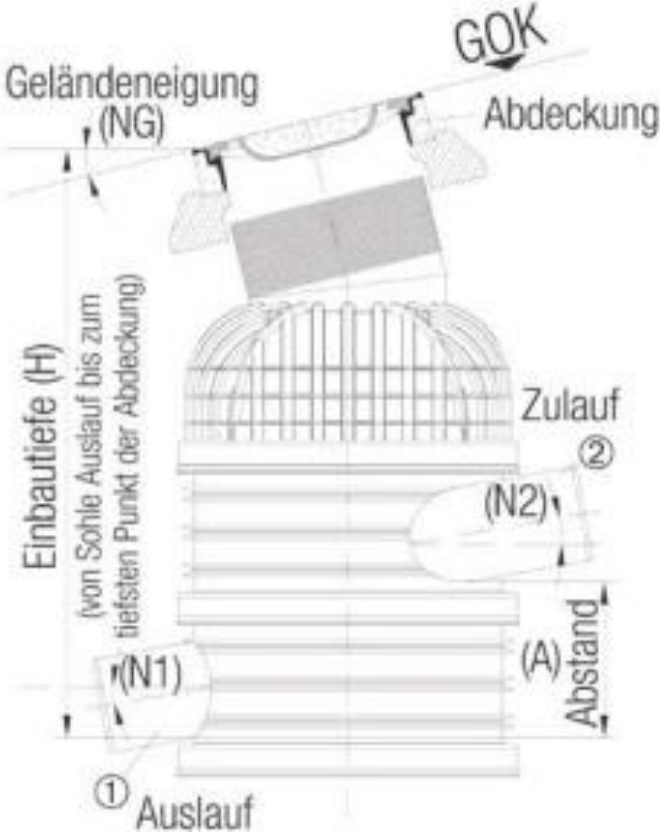 GOK
Geländeneigung
(NG)
Abdeckung
Einbautiefe (H)
(von Sohle Auslauf bis zum
tiefsten Punkt der Abdeckung)
Zulauf
②
(N2)
(A)
Abstand
(N1)
①
Auslauf